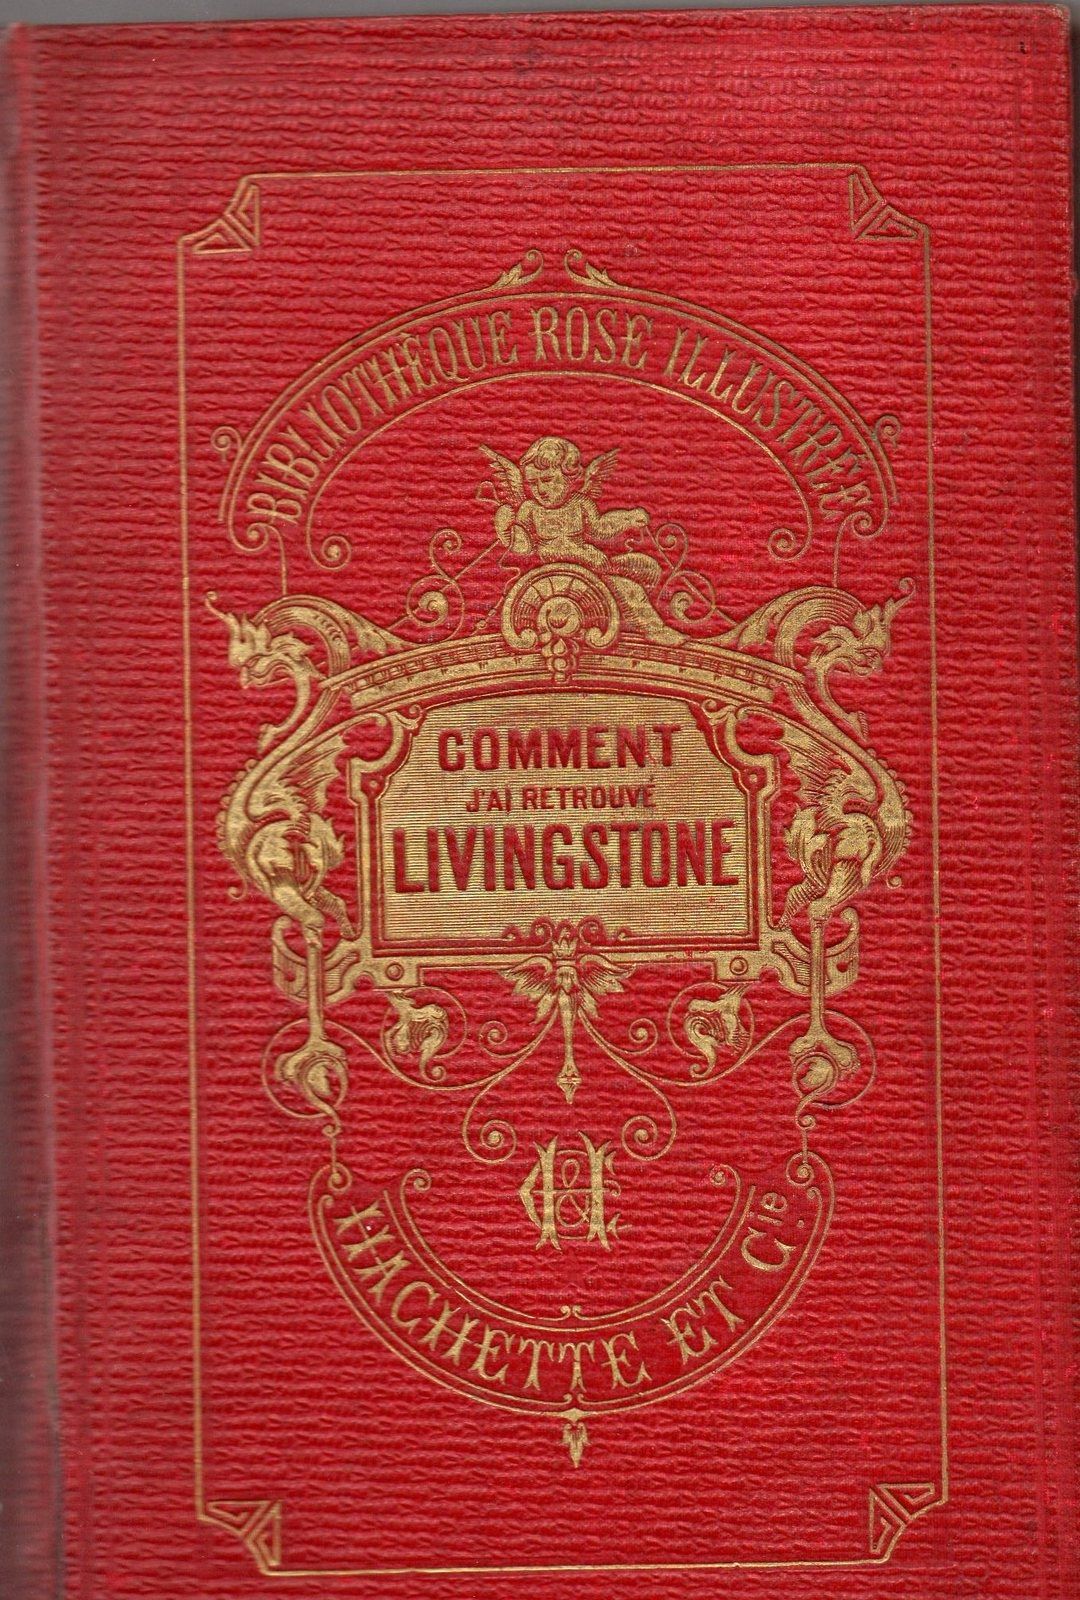 BIBLIOTHÈQUE ROSE ILLUSTRÉE
COMMENT
J'AI RETROUVÉ
LIVINGSTONE
H&C
HACHETTE ET Cie